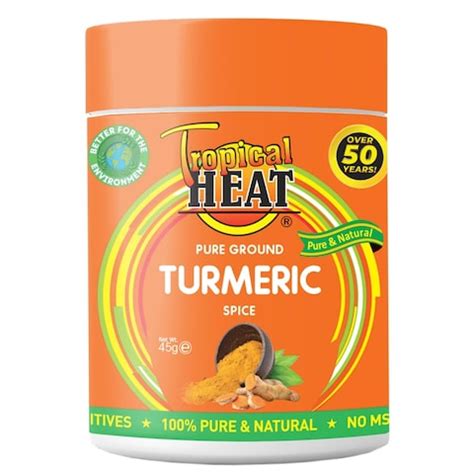 BETTER FOR THE
ENVIRONMENT
Tropical
HEAT
®
OVER
50
YEARS!
Pure & Natural
PURE GROUND
TURMERIC
SPICE
Net Wt.
45g e
ITIVES • 100% PURE & NATURAL • NO MS